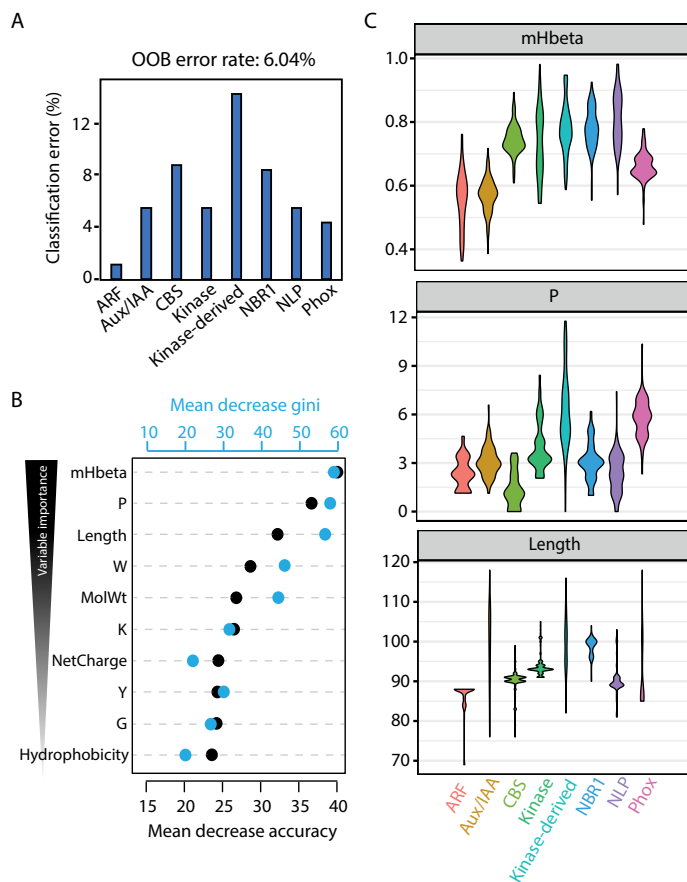 A
OOB error rate: 6.04%
Classification error (%)
12
8
4
0
ARF
Aux/IAA
CBS
Kinase
Kinase-derived
NBR1
NLP
Phox
B
Mean decrease gini
10 20 30 40 50 60
Variable importance
mHbeta
P
Length
W
MolWt
K
NetCharge
Y
G
Hydrophobicity
15 20 25 30 35 40
Mean decrease accuracy
C
mHbeta
1.0
0.8
0.6
0.4
P
12
9
6
3
0
Length
120
110
100
90
80
70
ARF
Aux/IAA
CBS
Kinase
Kinase-derived
NBR1
NLP
Phox